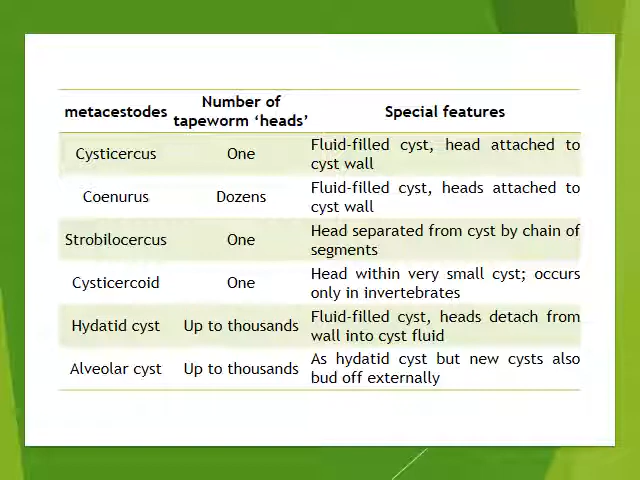 metacestodes Number of tapeworm ‘heads’ Special features
Cysticercus One Fluid-filled cyst, head attached to
cyst wall
Coenurus Dozens Fluid-filled cyst, heads attached to
cyst wall
Strobilocercus One Head separated from cyst by chain of
segments
Cysticercoid One Head within very small cyst; occurs
only in invertebrates
Hydatid cyst Up to thousands Fluid-filled cyst, heads detach from
wall into cyst fluid
Alveolar cyst Up to thousands As hydatid cyst but new cysts also
bud off externally